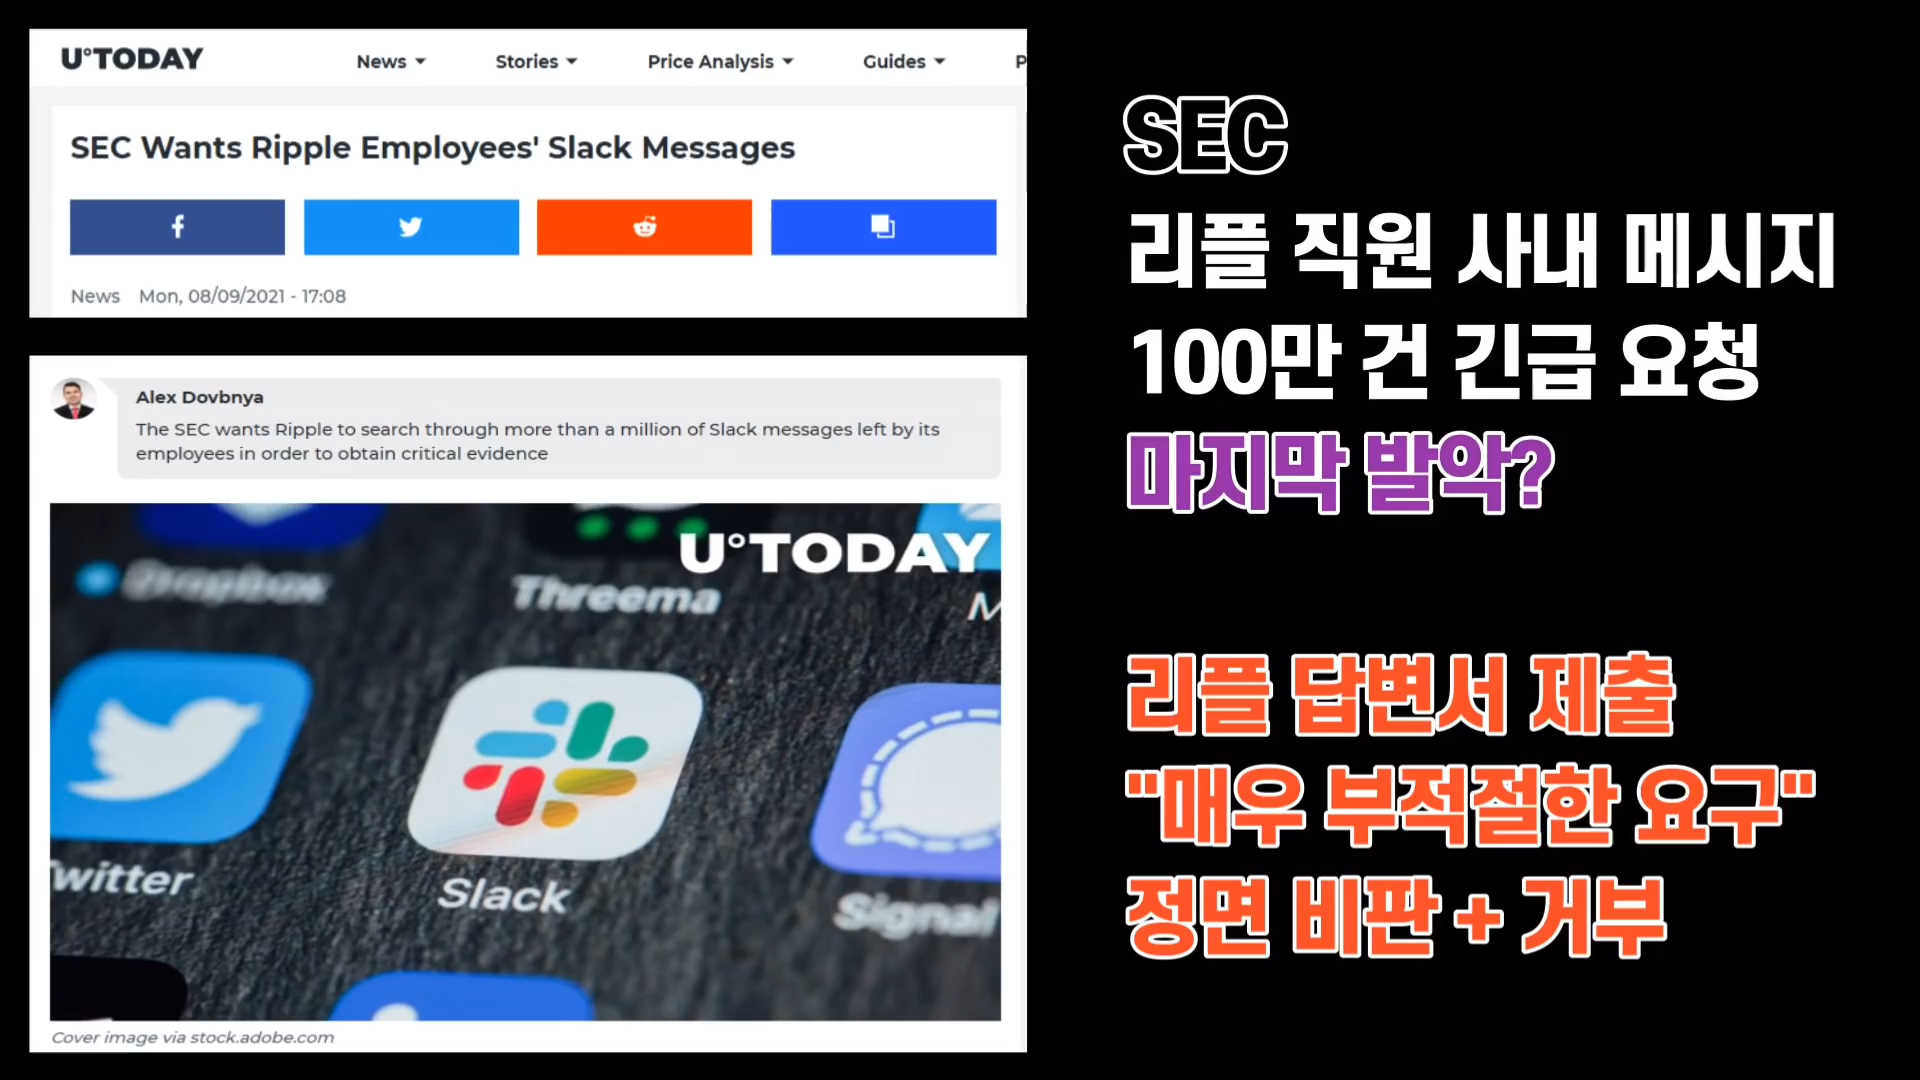 U°TODAY
News
Stories
Price Analysis
Guides
P
SEC Wants Ripple Employees' Slack Messages
News Mon, 08/09/2021 - 17:08
Alex Dovbnya
The SEC wants Ripple to search through more than a million of Slack messages left by its
employees in order to obtain critical evidence
U°TODAY
Dropbox
Threema
M
Twitter
Slack
Signal
Cover image via stock.adobe.com
SEC
리플 직원 사내 메시지
100만 건 긴급 요청
마지막 발악?
리플 답변서 제출
"매우 부적절한 요구"
정면 비판 + 거부